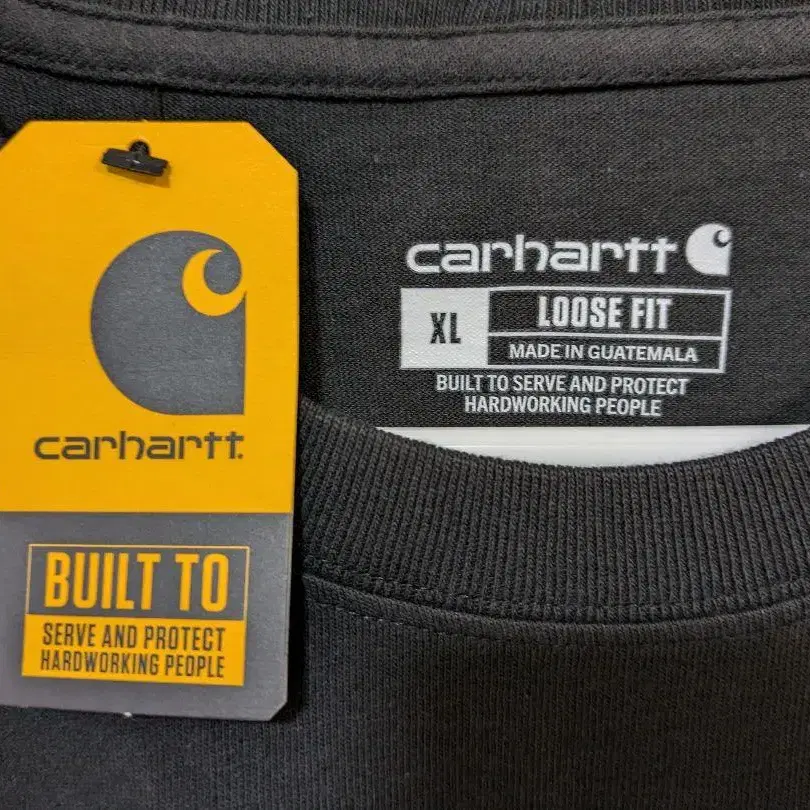 carhartt.
BUILT TO
SERVE AND PROTECT
HARDWORKING PEOPLE
carhartt
XL
LOOSE FIT
MADE IN GUATEMALA
BUILT TO SERVE AND PROTECT
HARDWORKING PEOPLE